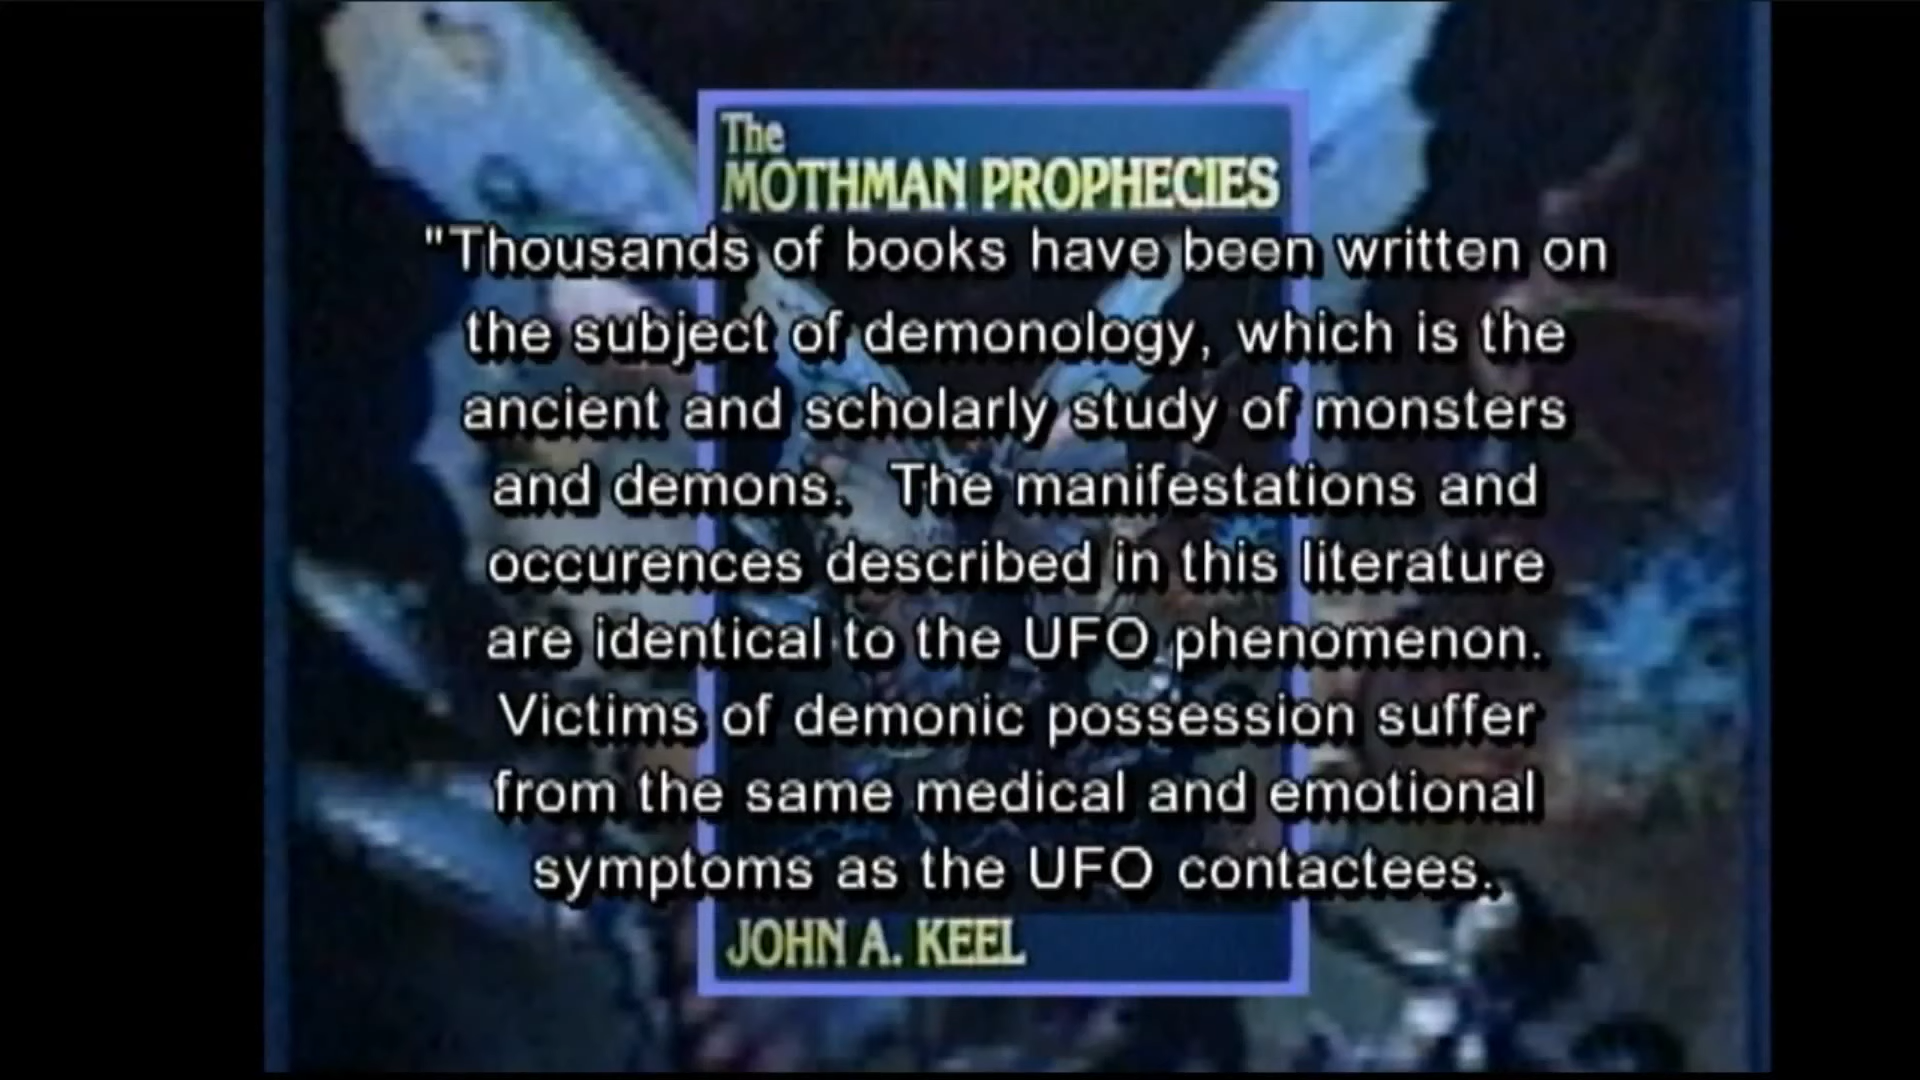 The
MOTHMAN PROPHECIES
"Thousands of books have been written on
the subject of demonology, which is the
ancient and scholarly study of monsters
and demons. The manifestations and
occurences described in this literature
are identical to the UFO phenomenon.
Victims of demonic possession suffer
from the same medical and emotional
symptoms as the UFO contactees.
JOHN A. KEEL